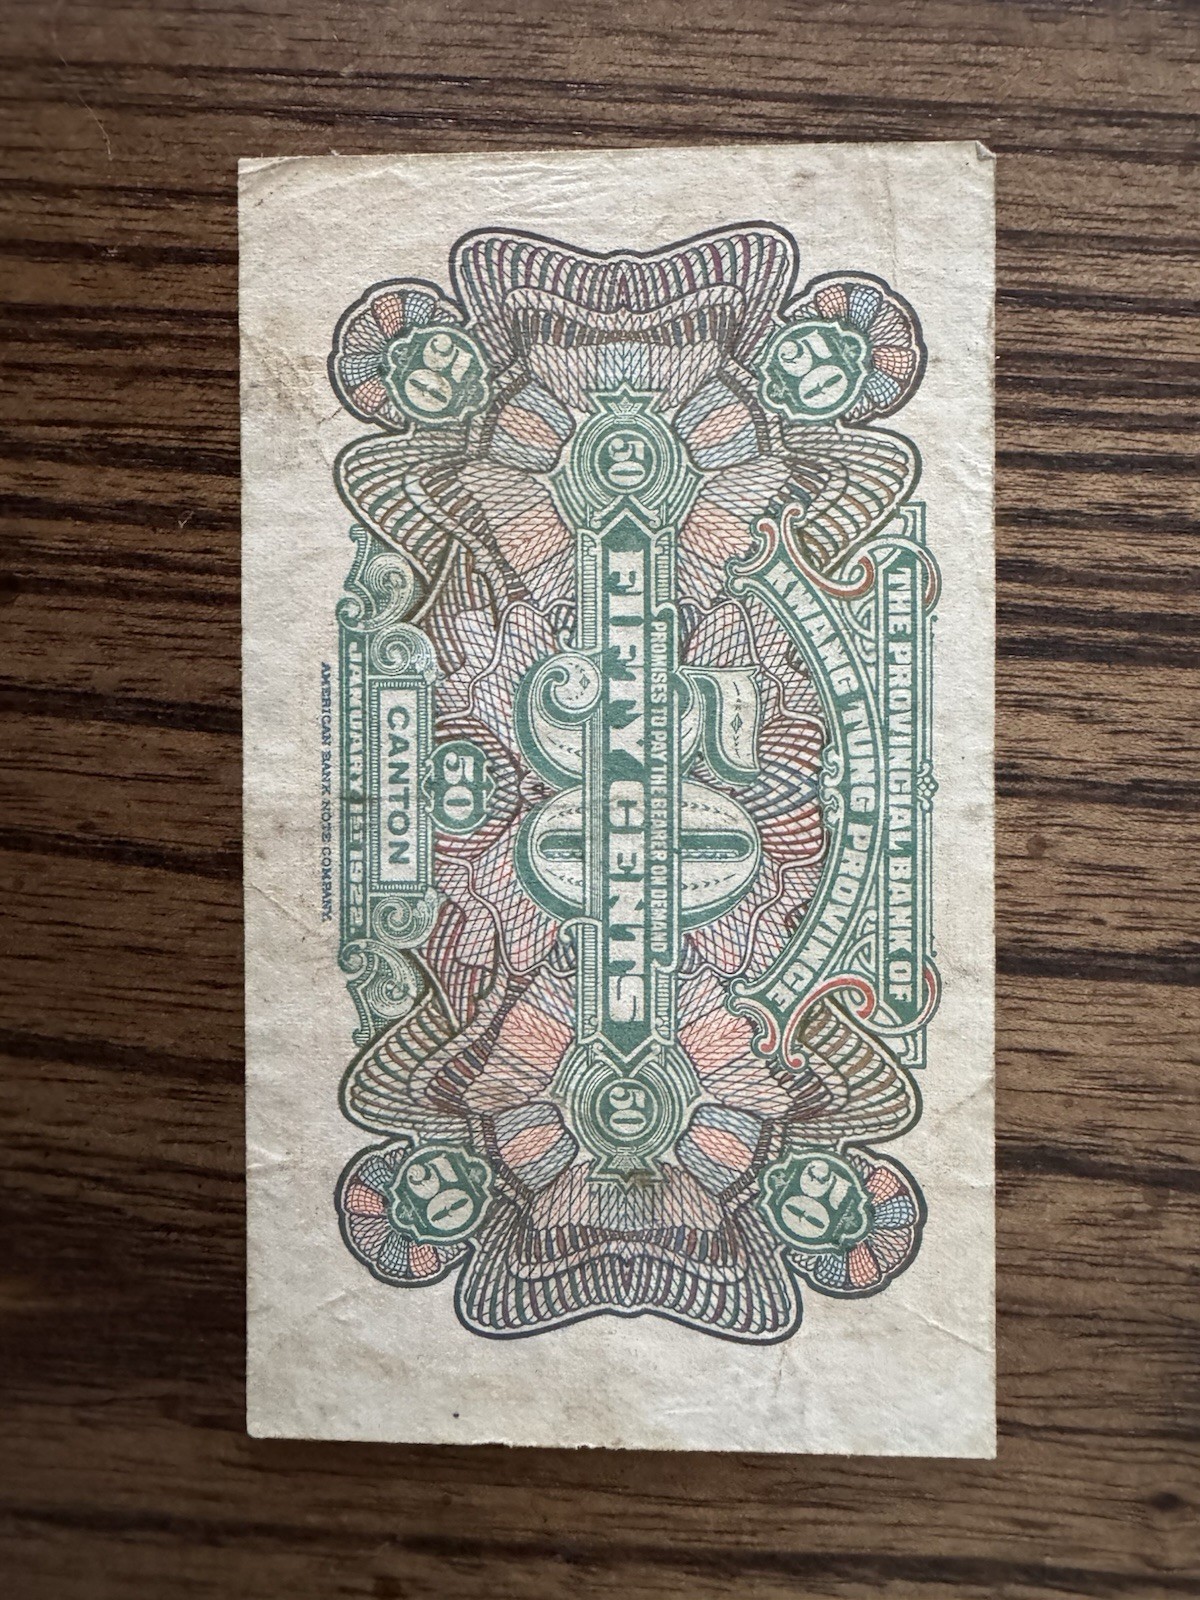 THE PROVINCIAL BANK OF
KWANG TUNG PROVINCE
50
50
50
PROMISES TO PAY THE BEARER ON DEMAND
50
FIFTY CENTS
50
50
50
50
CANTON
JANUARY 1ST 1922.
AMERICAN BANK NOTE COMPANY.